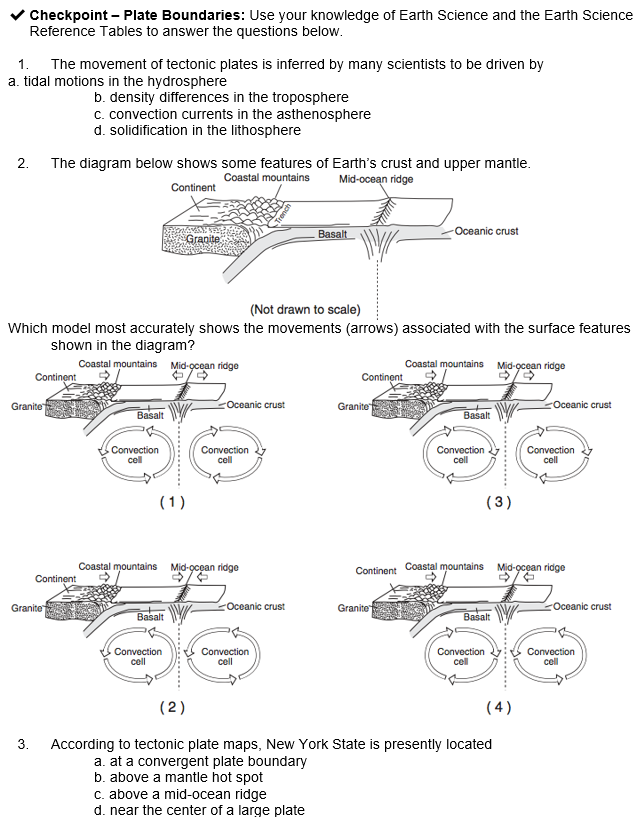 ✔ Checkpoint – Plate Boundaries: Use your knowledge of Earth Science and the Earth Science
Reference Tables to answer the questions below.
1. The movement of tectonic plates is inferred by many scientists to be driven by
a. tidal motions in the hydrosphere
b. density differences in the troposphere
c. convection currents in the asthenosphere
d. solidification in the lithosphere
2. The diagram below shows some features of Earth's crust and upper mantle.
Coastal mountains Mid-ocean ridge
Continent
Trench
Granite Basalt Oceanic crust
(Not drawn to scale)
Which model most accurately shows the movements (arrows) associated with the surface features
shown in the diagram?
Coastal mountains Mid-ocean ridge
Continent
Granite Oceanic crust
Basalt
Convection cell Convection cell
(1)
Coastal mountains Mid-ocean ridge
Continent
Granite Oceanic crust
Basalt
Convection cell Convection cell
(3)
Coastal mountains Mid-ocean ridge
Continent
Granite Oceanic crust
Basalt
Convection cell Convection cell
(2)
Continent Coastal mountains Mid-ocean ridge
Granite Oceanic crust
Basalt
Convection cell Convection cell
(4)
3. According to tectonic plate maps, New York State is presently located
a. at a convergent plate boundary
b. above a mantle hot spot
c. above a mid-ocean ridge
d. near the center of a large plate